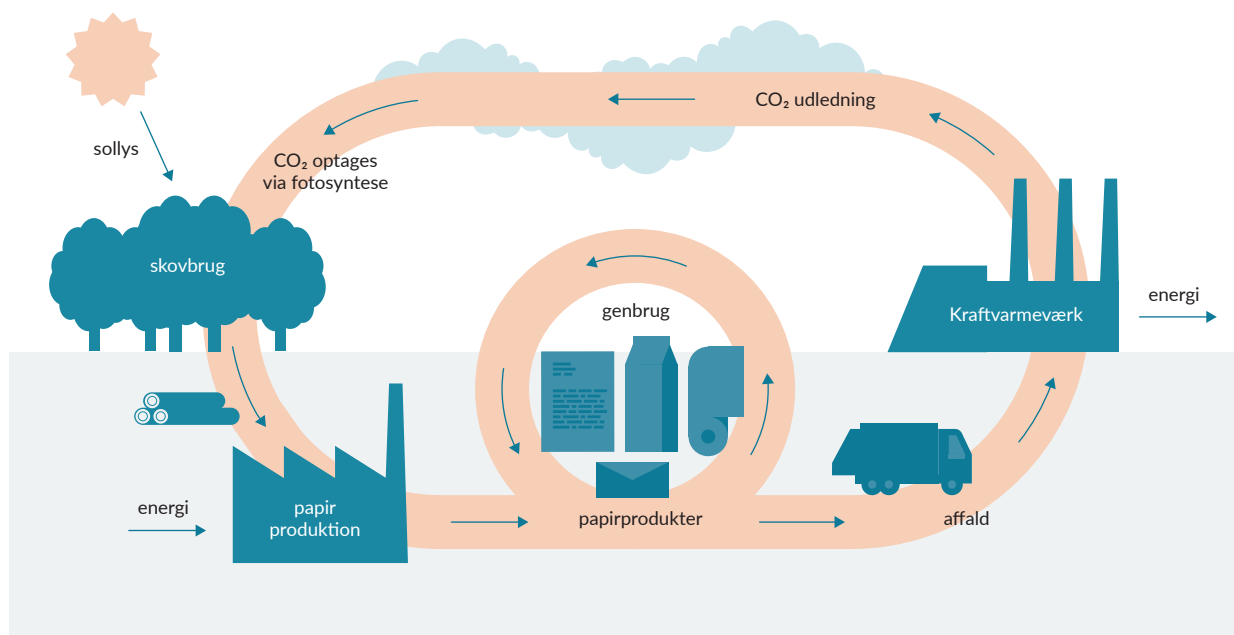 CO₂ udledning
sollys
CO₂ optages
via fotosyntese
skovbrug
energi
genbrug
Kraftvarmeværk
energi
papir
produktion
papirprodukter
affald